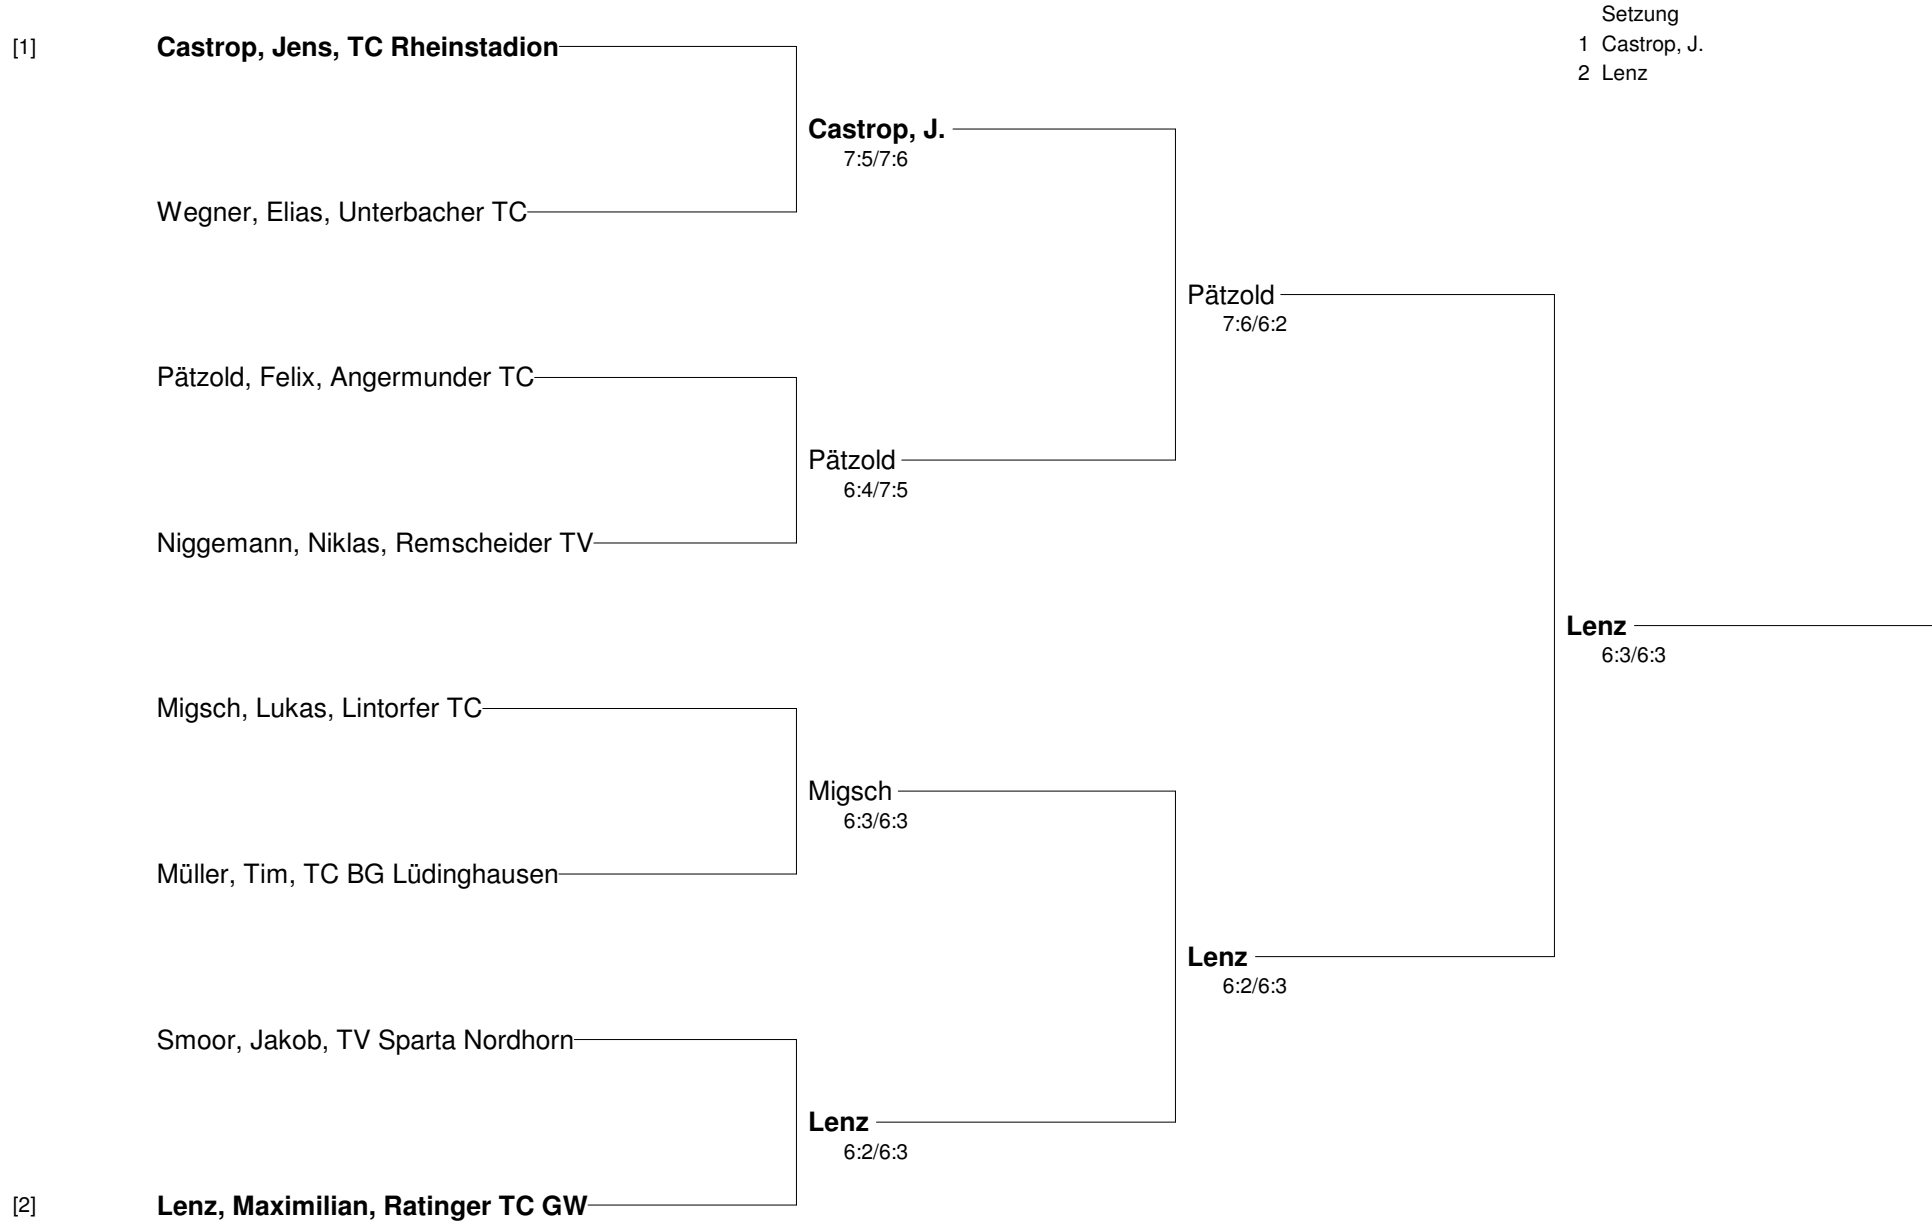 Setzung
[1] Castrop, Jens, TC Rheinstadion
1 Castrop, J.
2 Lenz
Castrop, J.
7:5/7:6
Wegner, Elias, Unterbacher TC
Pätzold
7:6/6:2
Pätzold, Felix, Angermunder TC
Pätzold
6:4/7:5
Niggemann, Niklas, Remscheider TV
Lenz
6:3/6:3
Migsch, Lukas, Lintorfer TC
Migsch
6:3/6:3
Müller, Tim, TC BG Lüdinghausen
Lenz
6:2/6:3
Smoor, Jakob, TV Sparta Nordhorn
Lenz
6:2/6:3
[2] Lenz, Maximilian, Ratinger TC GW